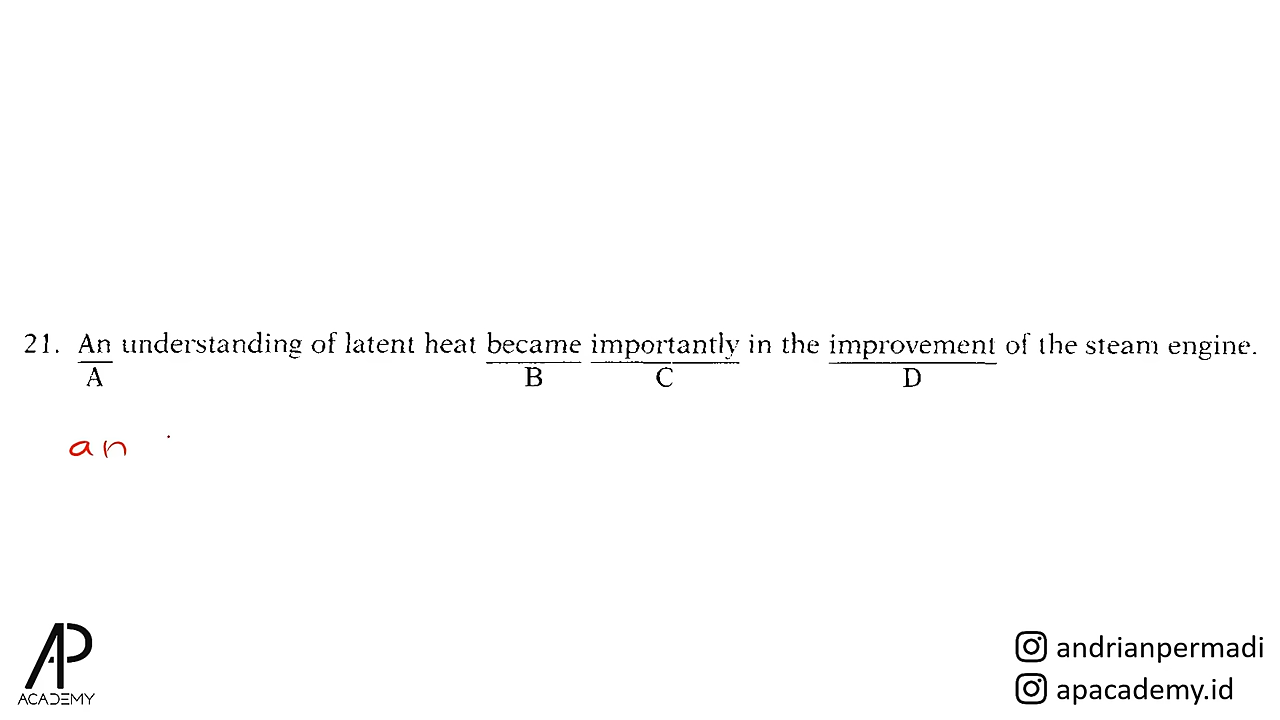 21. An understanding of latent heat became importantly in the improvement of the steam engine.
A B C D
an
AP
ACADEMY
andrianpermadi
apacademy.id